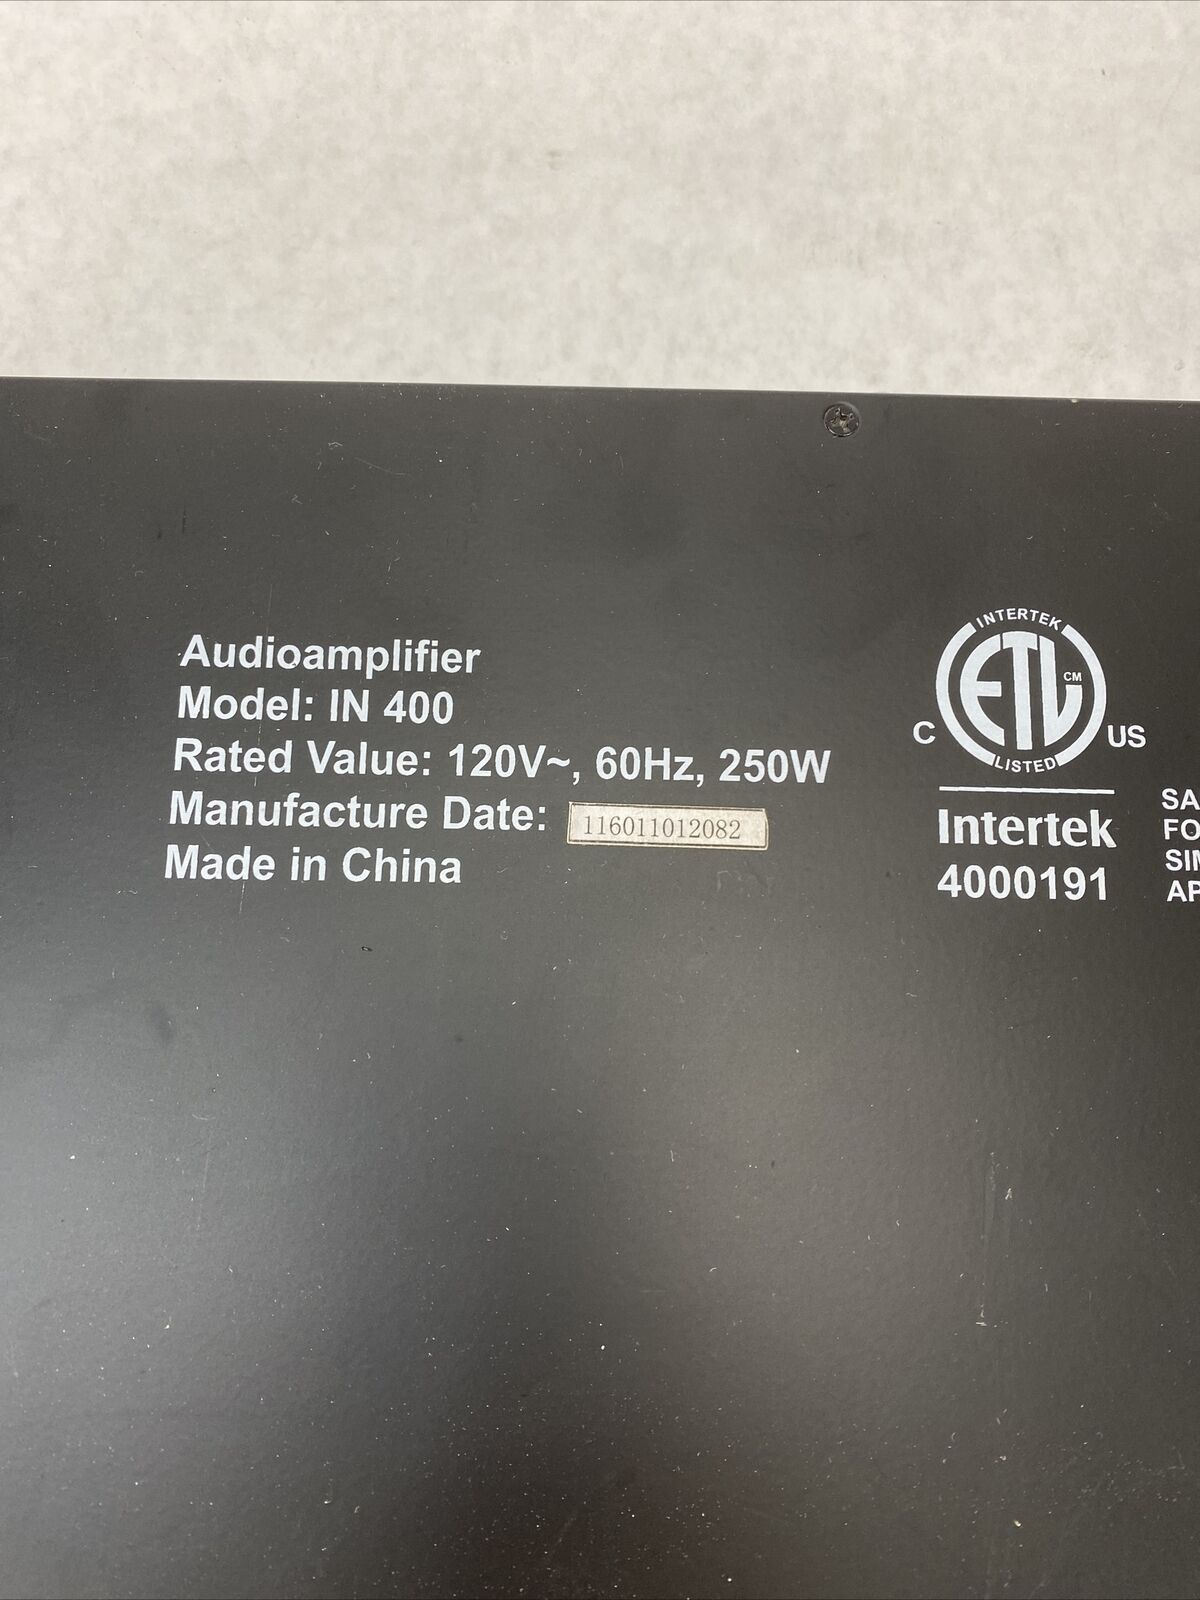 Audioamplifier
Model: IN 400
Rated Value: 120V~, 60Hz, 250W
Manufacture Date: 116011012082
Made in China
INTERTEK
ETL CM
C US
LISTED
Intertek
4000191
SA
FO
SIM
AP